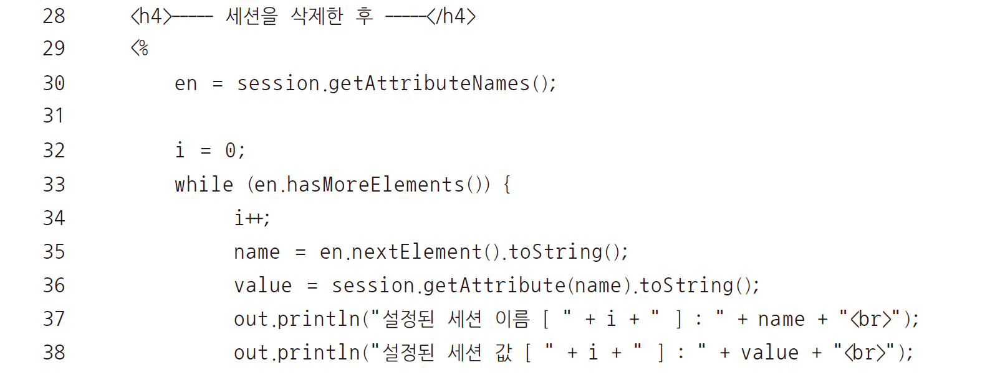 28 <h4>----- 세션을 삭제한 후 -----</h4>
29 <%
30 en = session.getAttributeNames();
31
32 i = 0;
33 while (en.hasMoreElements()) {
34 i++;
35 name = en.nextElement().toString();
36 value = session.getAttribute(name).toString();
37 out.println("설정된 세션 이름 [ " + i + " ] : " + name + "<br>");
38 out.println("설정된 세션 값 [ " + i + " ] : " + value + "<br>");